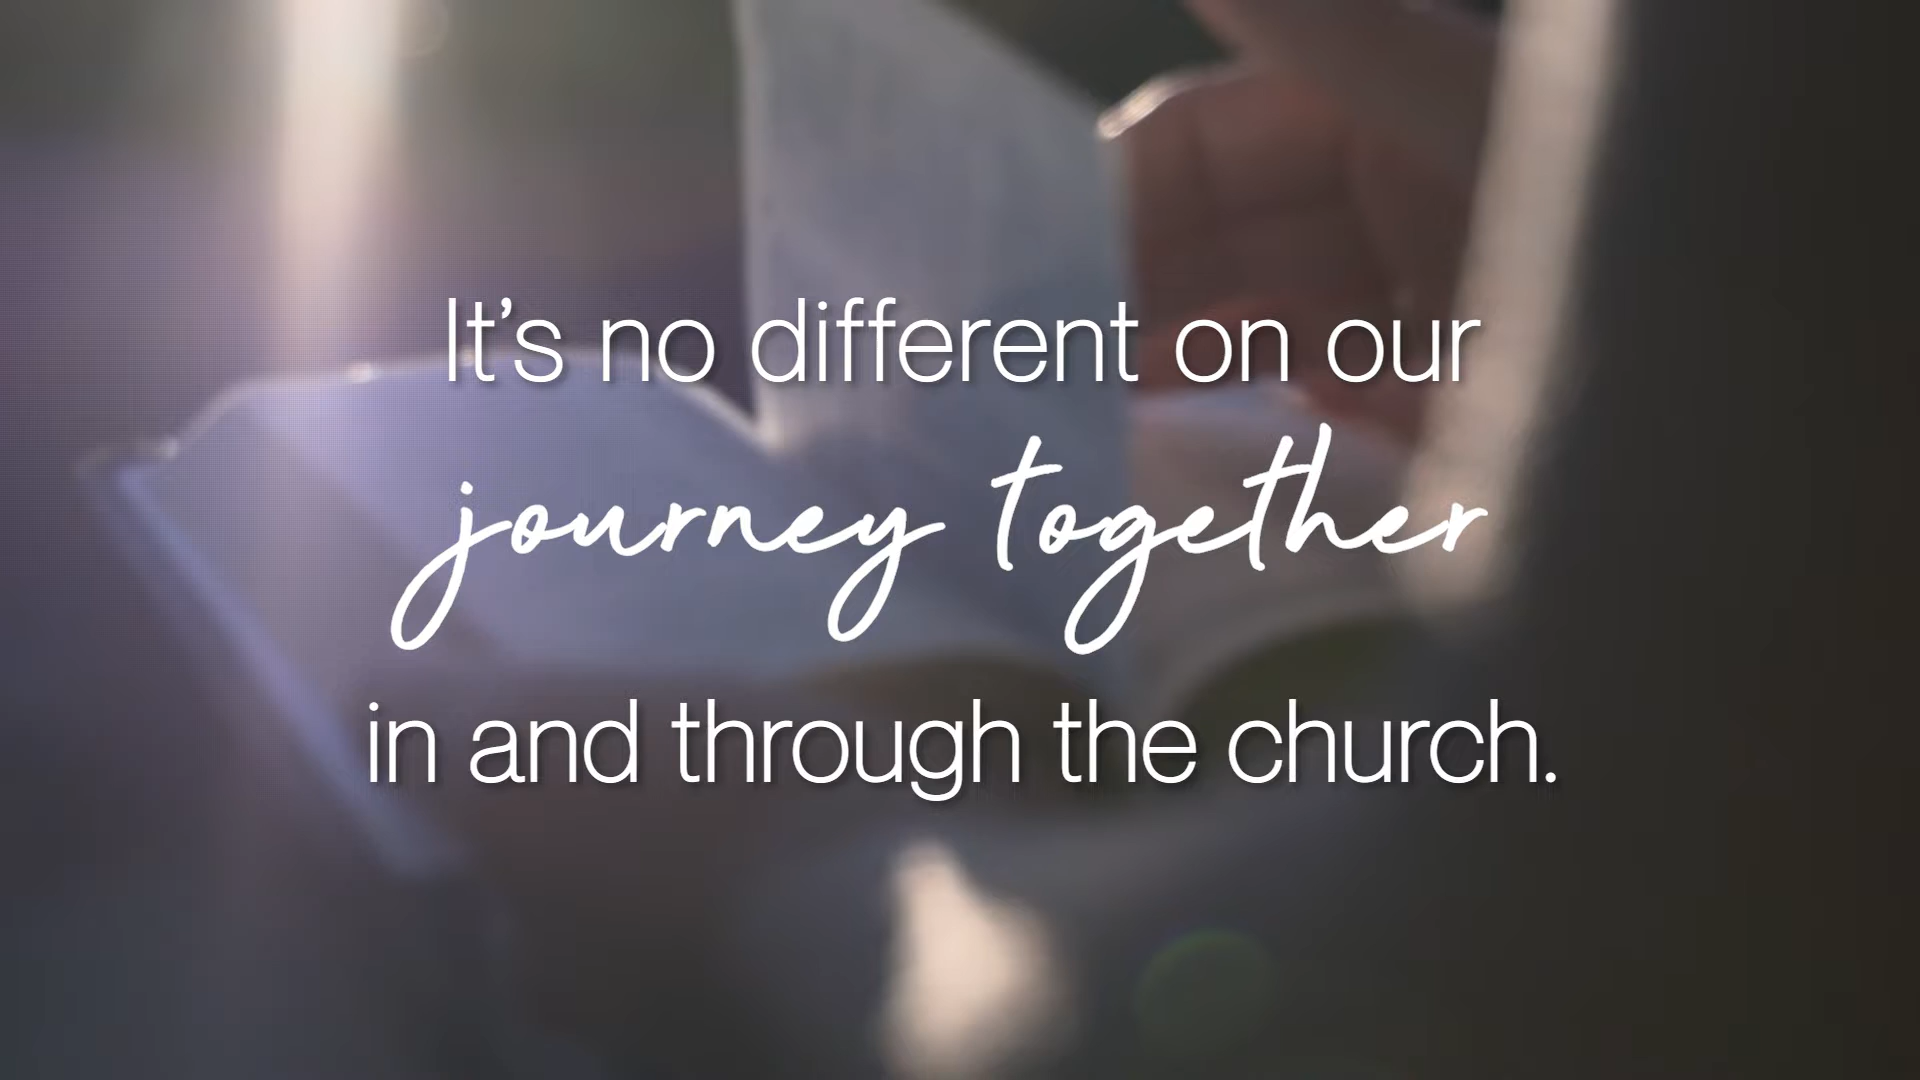 It’s no different on our
journey together
in and through the church.